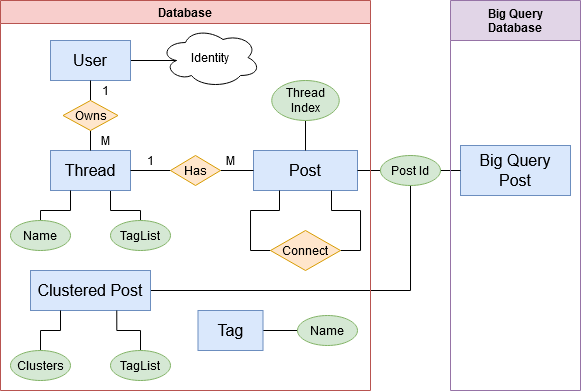 Database
Big Query
Database
User
Identity
1
Owns
M
Thread
Index
Thread
1
Has
M
Post
Post Id
Big Query
Post
Name
TagList
Connect
Clustered Post
Tag
Name
Clusters
TagList